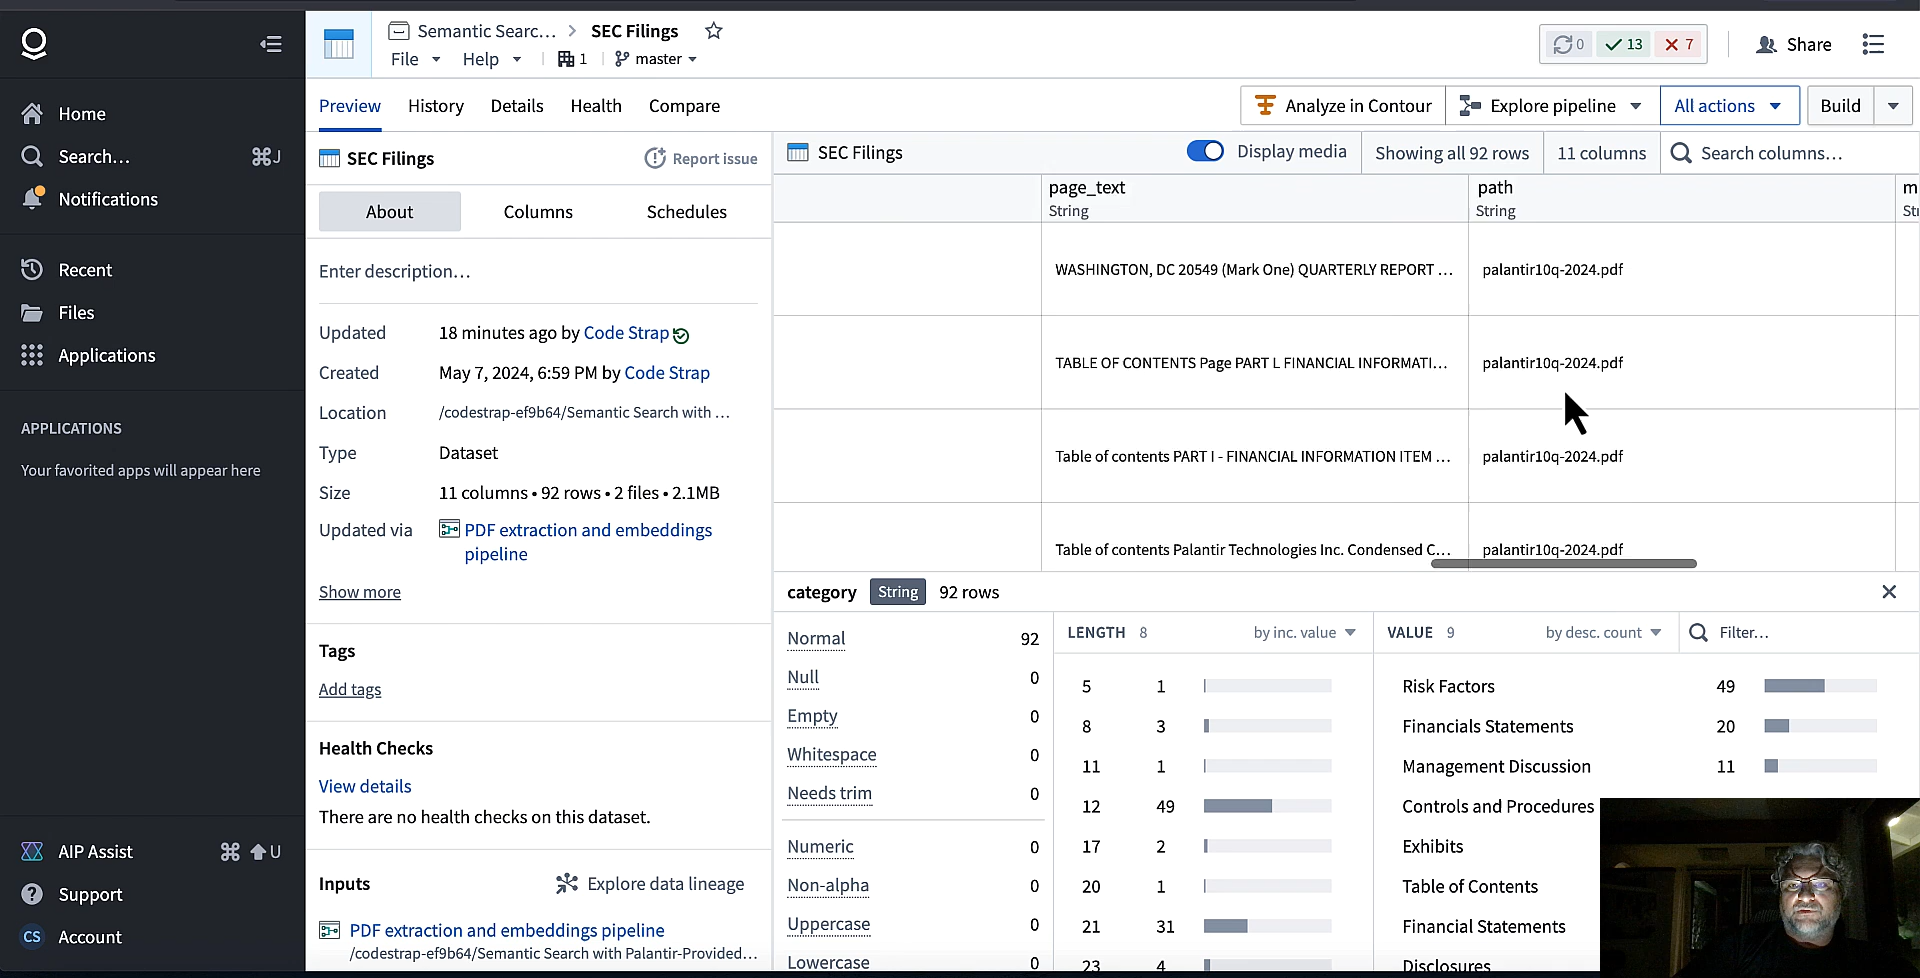 Semantic Searc… > SEC Filings
File Help 1 master
0 13 7
Share
Home
Search… ⌘J
Notifications
Recent
Files
Applications
APPLICATIONS
Your favorited apps will appear here
AIP Assist ⌘ U
Support
CS Account
Preview History Details Health Compare
Analyze in Contour Explore pipeline All actions Build
SEC Filings Report issue
About Columns Schedules
Enter description…
Updated 18 minutes ago by Code Strap
Created May 7, 2024, 6:59 PM by Code Strap
Location /codestrap-ef9b64/Semantic Search with …
Type Dataset
Size 11 columns • 92 rows • 2 files • 2.1MB
Updated via PDF extraction and embeddings
pipeline
Show more
Tags
Add tags
Health Checks
View details
There are no health checks on this dataset.
Inputs Explore data lineage
PDF extraction and embeddings pipeline
/codestrap-ef9b64/Semantic Search with Palantir-Provided…
SEC Filings Display media Showing all 92 rows 11 columns Search columns…
page_text path m
String String Str
WASHINGTON, DC 20549 (Mark One) QUARTERLY REPORT … palantir10q-2024.pdf
TABLE OF CONTENTS Page PART I. FINANCIAL INFORMATI… palantir10q-2024.pdf
Table of contents PART I - FINANCIAL INFORMATION ITEM … palantir10q-2024.pdf
Table of contents Palantir Technologies Inc. Condensed C… palantir10q-2024.pdf
category String 92 rows
Normal 92
Null 0
Empty 0
Whitespace 0
Needs trim 0
Numeric 0
Non-alpha 0
Uppercase 0
Lowercase 0
LENGTH 8 by inc. value
5 1
8 3
11 1
12 49
17 2
20 1
21 31
23 4
VALUE 9 by desc. count Filter…
Risk Factors 49
Financials Statements 20
Management Discussion 11
Controls and Procedures
Exhibits
Table of Contents
Financial Statements
Disclosures